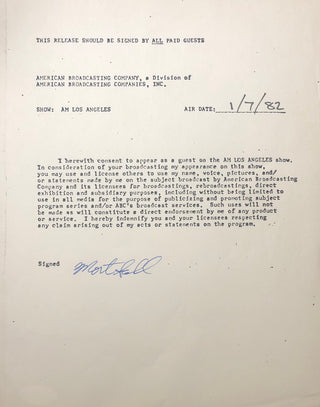 THIS RELEASE SHOULD BE SIGNED BY ALL PAID GUESTS
AMERICAN BROADCASTING COMPANY, a Division of
AMERICAN BROADCASTING COMPANIES, INC.
SHOW: AM LOS ANGELES AIR DATE: 1/7/82
I herewith consent to appear as a guest on the AM LOS ANGELES show.
In consideration of your broadcasting my appearance on this show,
you may use and license others to use my name, voice, pictures, and/
or statements made by me on the subject broadcast by American Broadcasting
Company and its licensees for broadcastings, rebroadcastings, direct
exhibition and subsidiary purposes, including without being limited to
use in all media for the purpose of publicizing and promoting subject
program series and/or ABC's broadcast services. Such uses will not
be made as will constitute a direct endorsement by me of any product
or service. I hereby indemnify you and your licensees respecting
any claim arising out of my acts or statements on the program.
Signed Mort Sahl